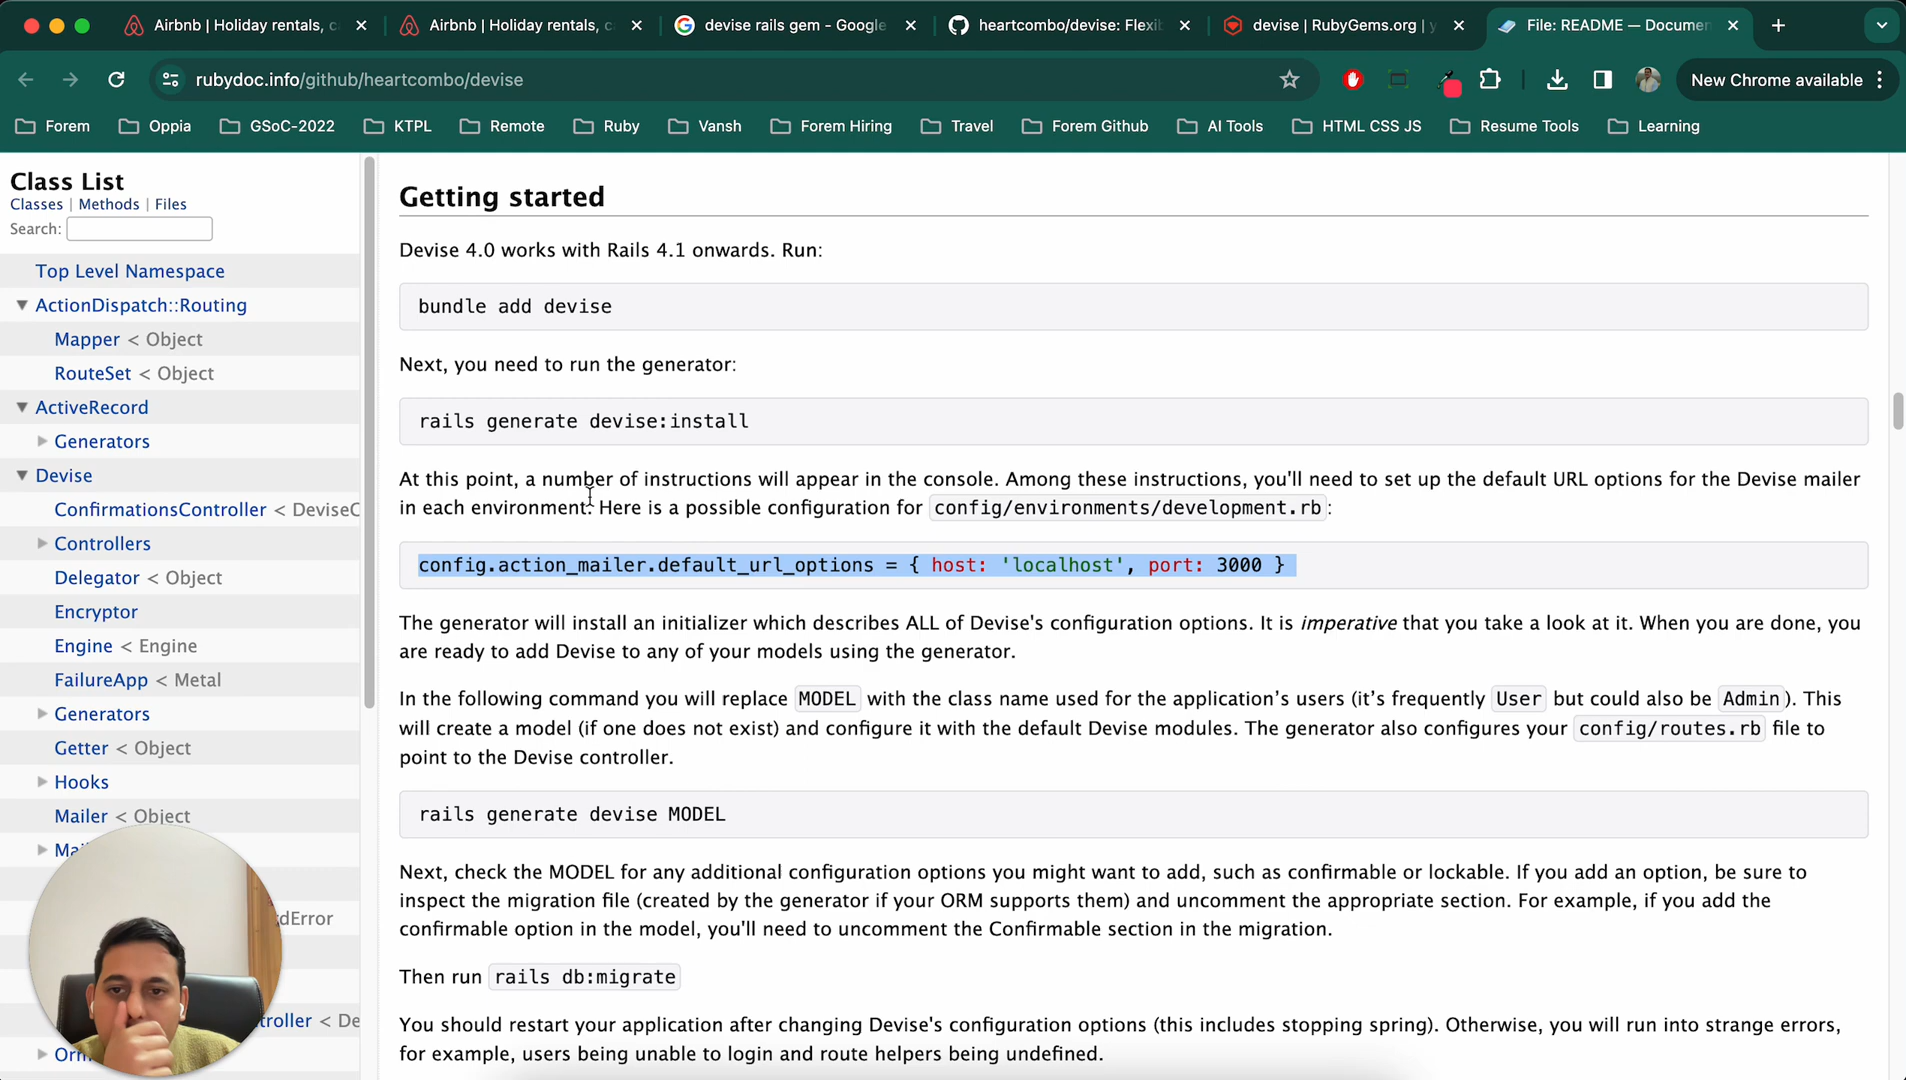 Airbnb | Holiday rentals, c
Airbnb | Holiday rentals, c
devise rails gem - Google
heartcombo/devise: Flexib
devise | RubyGems.org | y
File: README — Documen
rubydoc.info/github/heartcombo/devise
New Chrome available
Forem
Oppia
GSoC-2022
KTPL
Remote
Ruby
Vansh
Forem Hiring
Travel
Forem Github
AI Tools
HTML CSS JS
Resume Tools
Learning
Class List
Classes | Methods | Files
Search:
Top Level Namespace
ActionDispatch::Routing
Mapper < Object
RouteSet < Object
ActiveRecord
Generators
Devise
ConfirmationsController < DeviseC
Controllers
Delegator < Object
Encryptor
Engine < Engine
FailureApp < Metal
Generators
Getter < Object
Hooks
Mailer < Object
Ma
dError
troller < De
Orm
Getting started
Devise 4.0 works with Rails 4.1 onwards. Run:
bundle add devise
Next, you need to run the generator:
rails generate devise:install
At this point, a number of instructions will appear in the console. Among these instructions, you'll need to set up the default URL options for the Devise mailer
in each environment. Here is a possible configuration for config/environments/development.rb:
config.action_mailer.default_url_options = { host: 'localhost', port: 3000 }
The generator will install an initializer which describes ALL of Devise's configuration options. It is imperative that you take a look at it. When you are done, you
are ready to add Devise to any of your models using the generator.
In the following command you will replace MODEL with the class name used for the application’s users (it’s frequently User but could also be Admin). This
will create a model (if one does not exist) and configure it with the default Devise modules. The generator also configures your config/routes.rb file to
point to the Devise controller.
rails generate devise MODEL
Next, check the MODEL for any additional configuration options you might want to add, such as confirmable or lockable. If you add an option, be sure to
inspect the migration file (created by the generator if your ORM supports them) and uncomment the appropriate section. For example, if you add the
confirmable option in the model, you'll need to uncomment the Confirmable section in the migration.
Then run rails db:migrate
You should restart your application after changing Devise's configuration options (this includes stopping spring). Otherwise, you will run into strange errors,
for example, users being unable to login and route helpers being undefined.